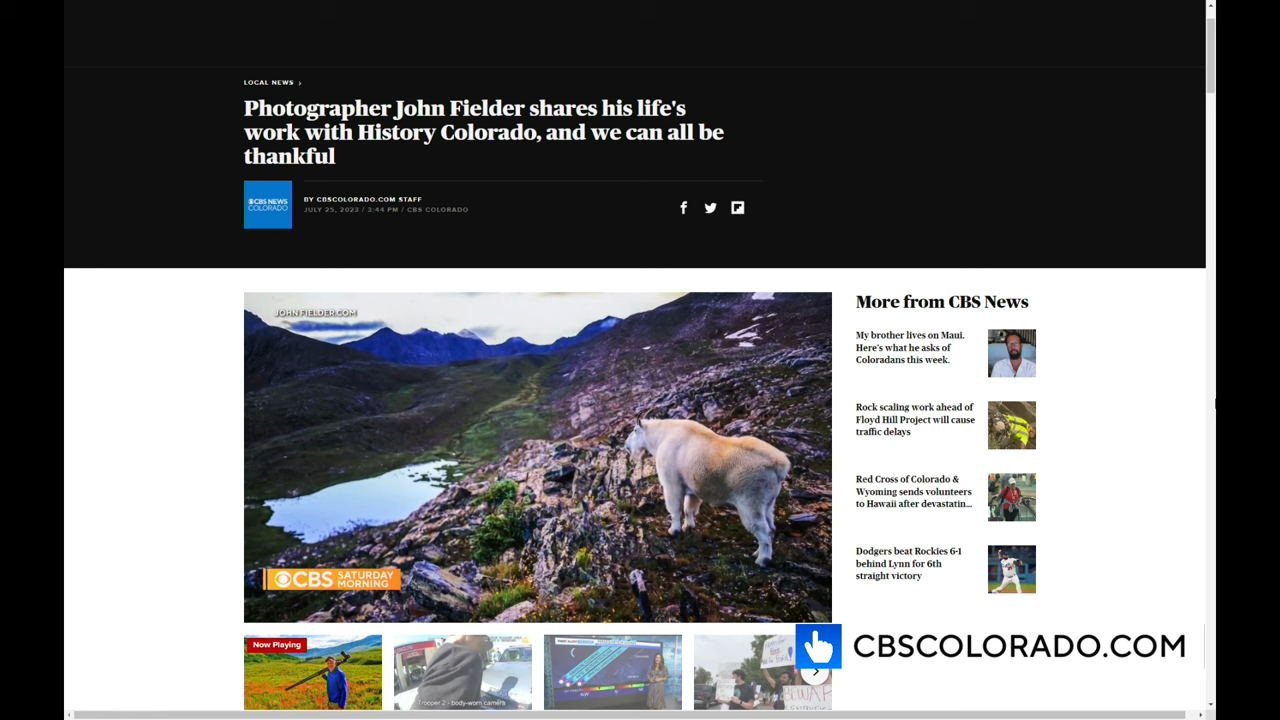 LOCAL NEWS ›
Photographer John Fielder shares his life's
work with History Colorado, and we can all be
thankful
CBS NEWS
COLORADO
BY CBSCOLORADO.COM STAFF
JULY 25, 2023 / 3:44 PM / CBS COLORADO
JOHN FIELDER.COM
CBS SATURDAY
MORNING
More from CBS News
My brother lives on Maui.
Here's what he asks of
Coloradans this week.
Rock scaling work ahead of
Floyd Hill Project will cause
traffic delays
Red Cross of Colorado &
Wyoming sends volunteers
to Hawaii after devastatin...
Dodgers beat Rockies 6-1
behind Lynn for 6th
straight victory
Now Playing
Trooper 2 - body-worn camera
CBSCOLORADO.COM